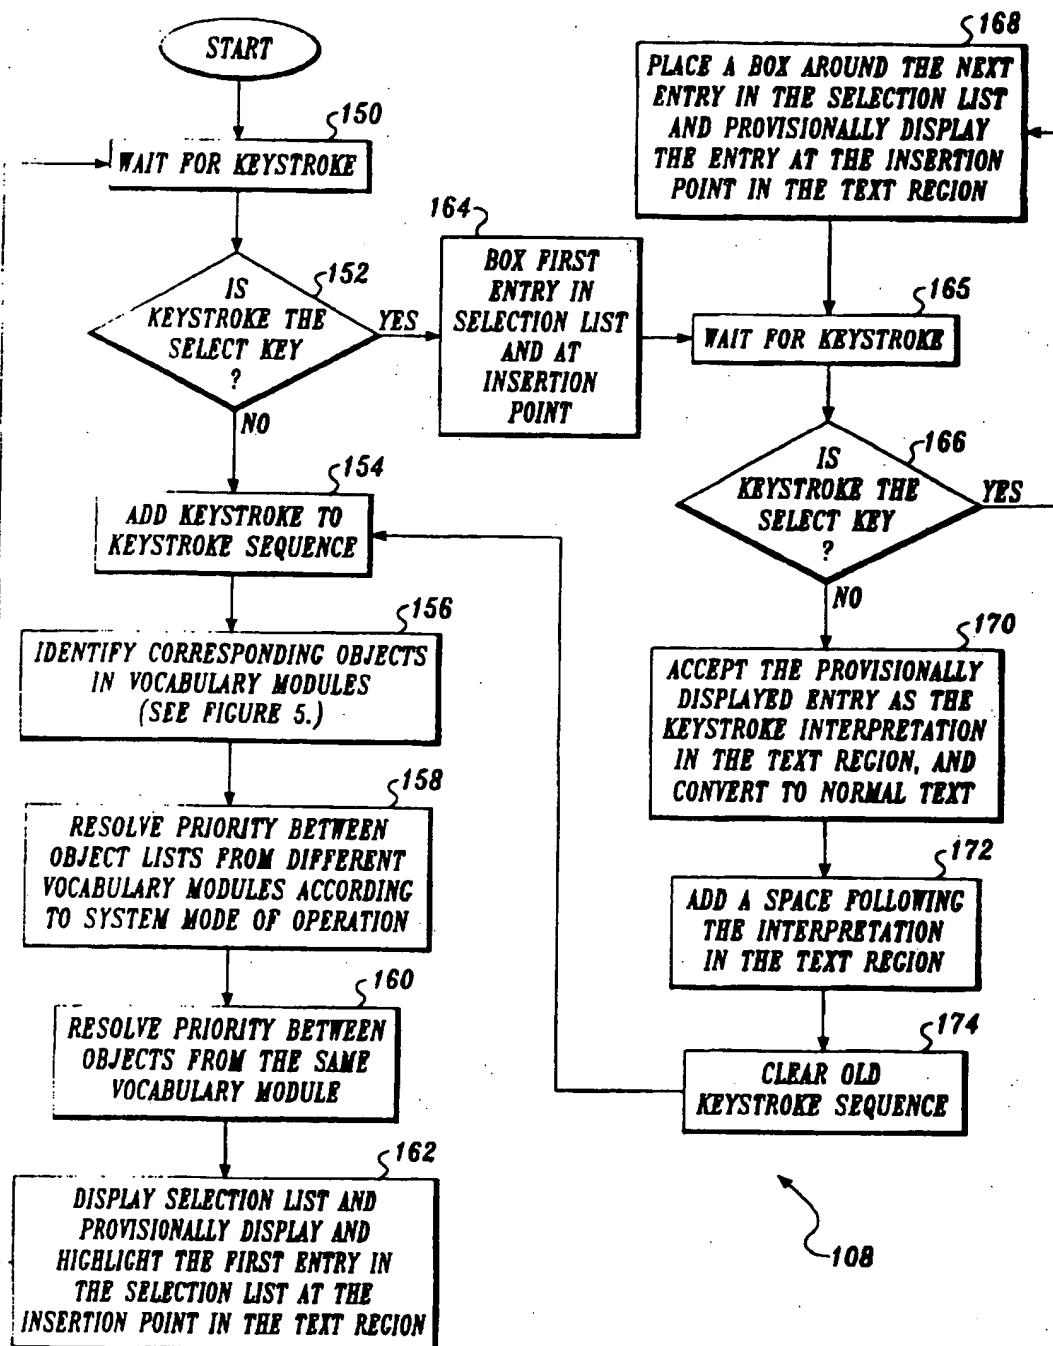 START
150
WAIT FOR KEYSTROKE
152
IS
KEYSTROKE THE
SELECT KEY
?
YES
NO
154
ADD KEYSTROKE TO
KEYSTROKE SEQUENCE
156
IDENTIFY CORRESPONDING OBJECTS
IN VOCABULARY MODULES
(SEE FIGURE 5.)
158
RESOLVE PRIORITY BETWEEN
OBJECT LISTS FROM DIFFERENT
VOCABULARY MODULES ACCORDING
TO SYSTEM MODE OF OPERATION
160
RESOLVE PRIORITY BETWEEN
OBJECTS FROM THE SAME
VOCABULARY MODULE
162
DISPLAY SELECTION LIST AND
PROVISIONALLY DISPLAY AND
HIGHLIGHT THE FIRST ENTRY IN
THE SELECTION LIST AT THE
INSERTION POINT IN THE TEXT REGION
164
BOX FIRST
ENTRY IN
SELECTION LIST
AND AT
INSERTION
POINT
168
PLACE A BOX AROUND THE NEXT
ENTRY IN THE SELECTION LIST
AND PROVISIONALLY DISPLAY
THE ENTRY AT THE INSERTION
POINT IN THE TEXT REGION
165
WAIT FOR KEYSTROKE
166
IS
KEYSTROKE THE
SELECT KEY
?
YES
NO
170
ACCEPT THE PROVISIONALLY
DISPLAYED ENTRY AS THE
KEYSTROKE INTERPRETATION
IN THE TEXT REGION, AND
CONVERT TO NORMAL TEXT
172
ADD A SPACE FOLLOWING
THE INTERPRETATION
IN THE TEXT REGION
174
CLEAR OLD
KEYSTROKE SEQUENCE
108